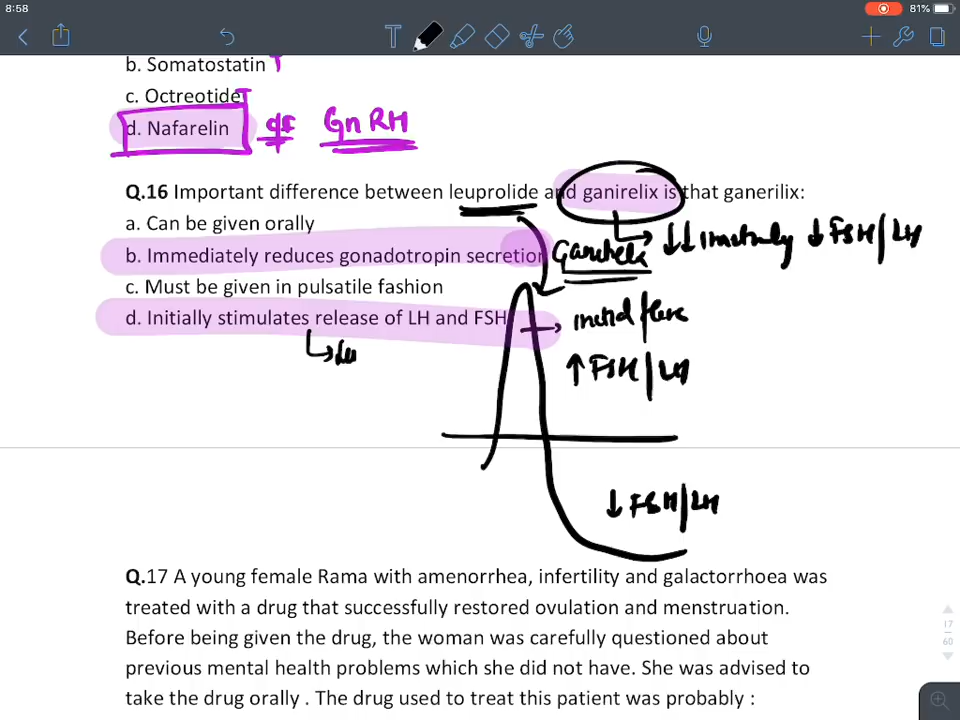 8:58
81%
T
b. Somatostatin
c. Octreotide
d. Nafarelin
GnRH
Q.16 Important difference between leuprolide and ganirelix is that ganerilix:
a. Can be given orally
↓↓ ↓ FSH/LH
b. Immediately reduces gonadotropin secretion
c. Must be given in pulsatile fashion
d. Initially stimulates release of LH and FSH
↑ FSH/LH
↓ FSH/LH
Q.17 A young female Rama with amenorrhea, infertility and galactorrhoea was
treated with a drug that successfully restored ovulation and menstruation.
Before being given the drug, the woman was carefully questioned about
previous mental health problems which she did not have. She was advised to
take the drug orally . The drug used to treat this patient was probably :
17
60